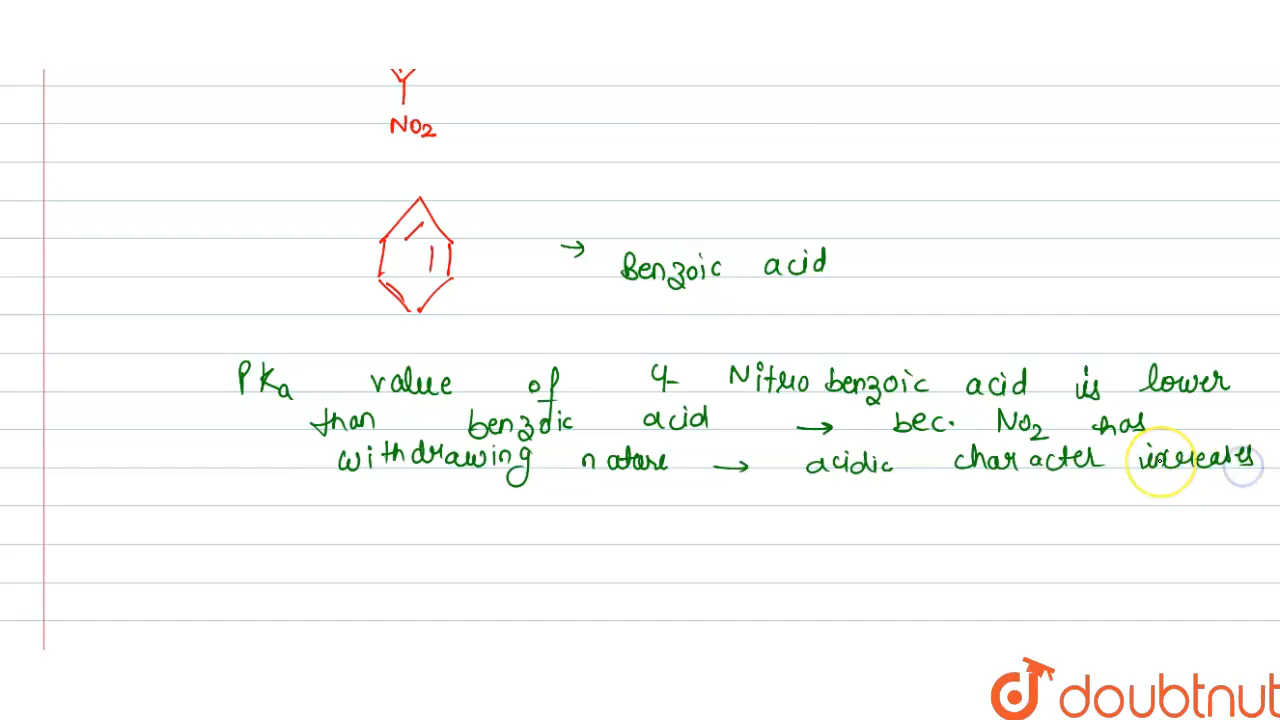 NO2
→ Benzoic acid
PKa value of 4- Nitro benzoic acid is lower
than benzoic acid → bec. NO2 has
withdrawing nature → acidic character increases
doubtnut